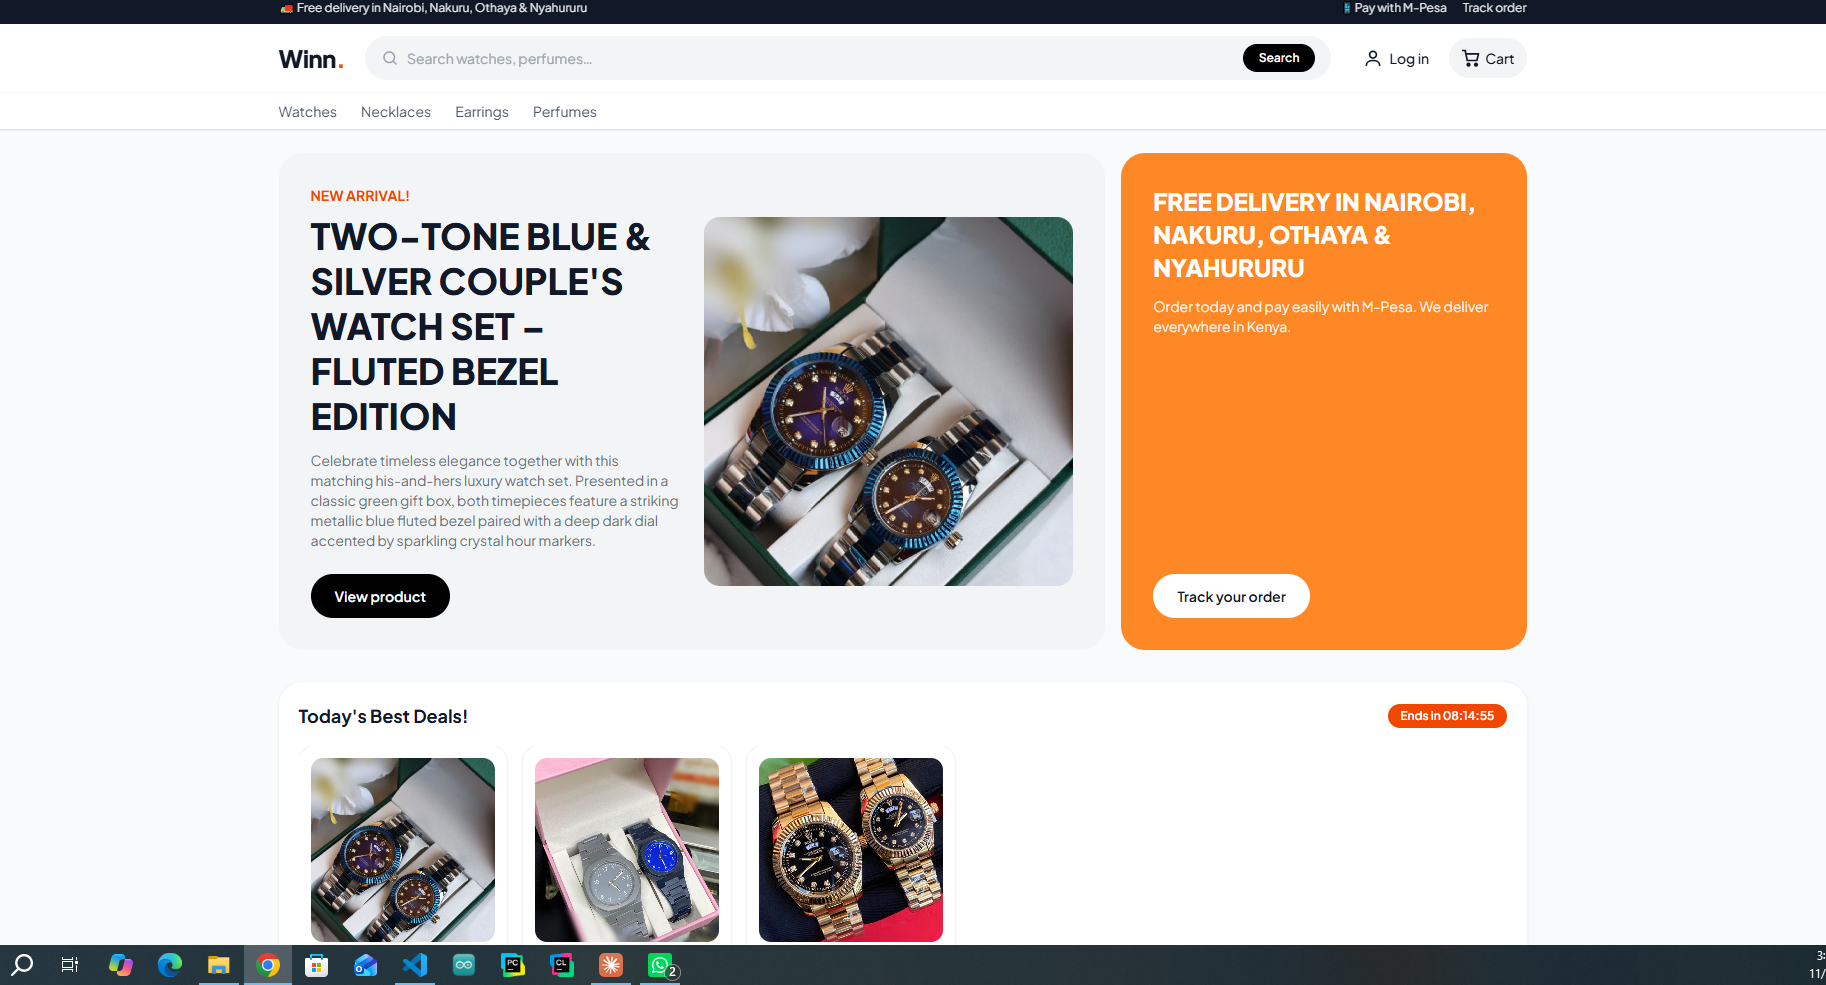 Free delivery in Nairobi, Nakuru, Othaya & Nyahururu
Pay with M-Pesa
Track order
Winn.
Search watches, perfumes...
Search
Log in
Cart
Watches
Necklaces
Earrings
Perfumes
NEW ARRIVAL!
TWO-TONE BLUE &
SILVER COUPLE'S
WATCH SET –
FLUTED BEZEL
EDITION
Celebrate timeless elegance together with this
matching his-and-hers luxury watch set. Presented in a
classic green gift box, both timepieces feature a striking
metallic blue fluted bezel paired with a deep dark dial
accented by sparkling crystal hour markers.
View product
FREE DELIVERY IN NAIROBI,
NAKURU, OTHAYA &
NYAHURURU
Order today and pay easily with M-Pesa. We deliver
everywhere in Kenya.
Track your order
Today's Best Deals!
Ends in 08:14:55
PC
CL
2
3:
11/